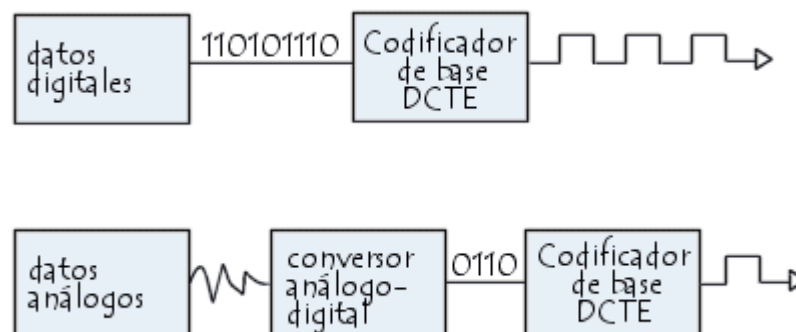 datos
digitales
110101110
Codificador
de base
DCTE
datos
análogos
conversor
análogo-
digital
0110
Codificador
de base
DCTE